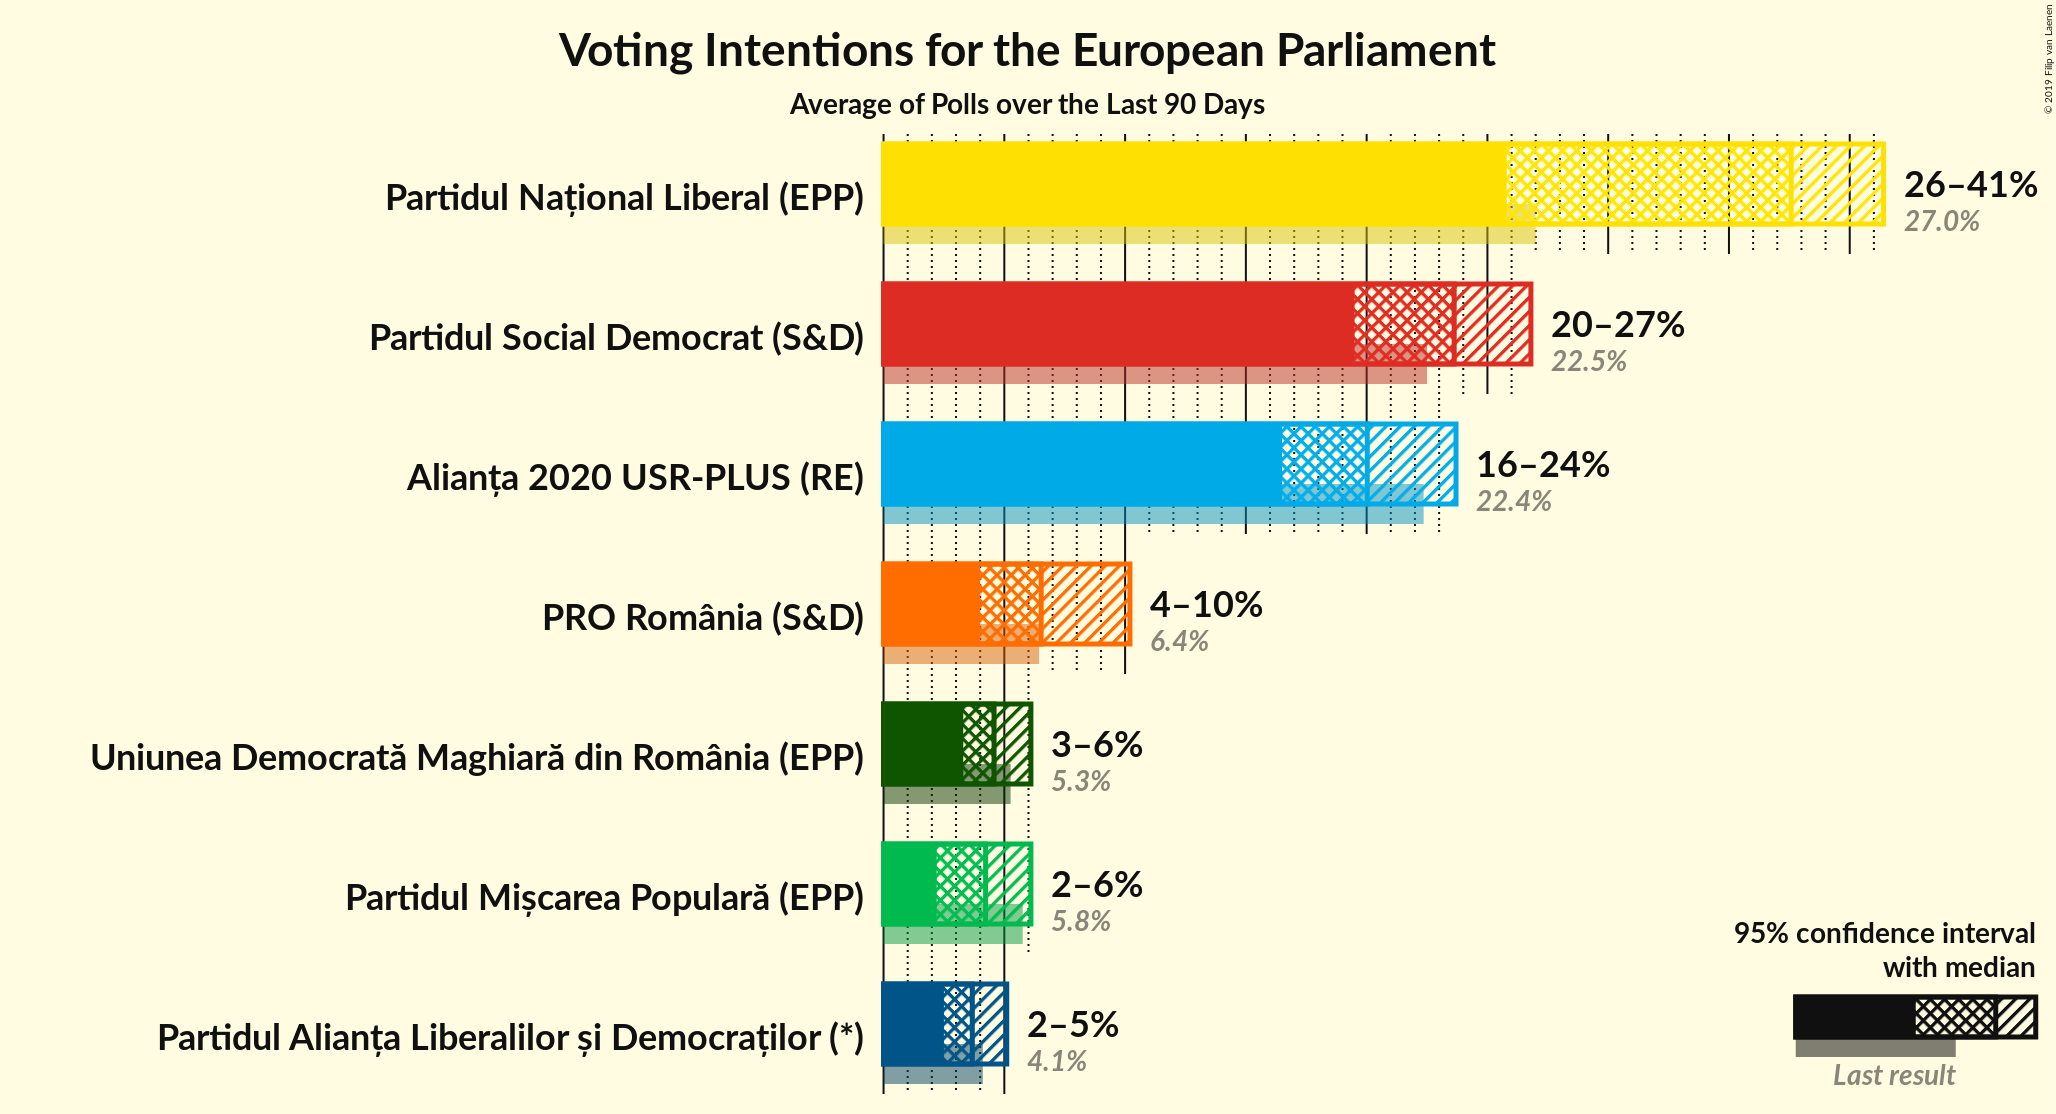 Voting Intentions for the European Parliament
Average of Polls over the Last 90 Days
© 2019 Filip van Laenen
Partidul Național Liberal (EPP)
26–41%
27.0%
Partidul Social Democrat (S&D)
20–27%
22.5%
Alianța 2020 USR-PLUS (RE)
16–24%
22.4%
PRO România (S&D)
4–10%
6.4%
Uniunea Democrată Maghiară din România (EPP)
3–6%
5.3%
Partidul Mișcarea Populară (EPP)
2–6%
5.8%
Partidul Alianța Liberalilor și Democraților (*)
2–5%
4.1%
95% confidence interval
with median
Last result